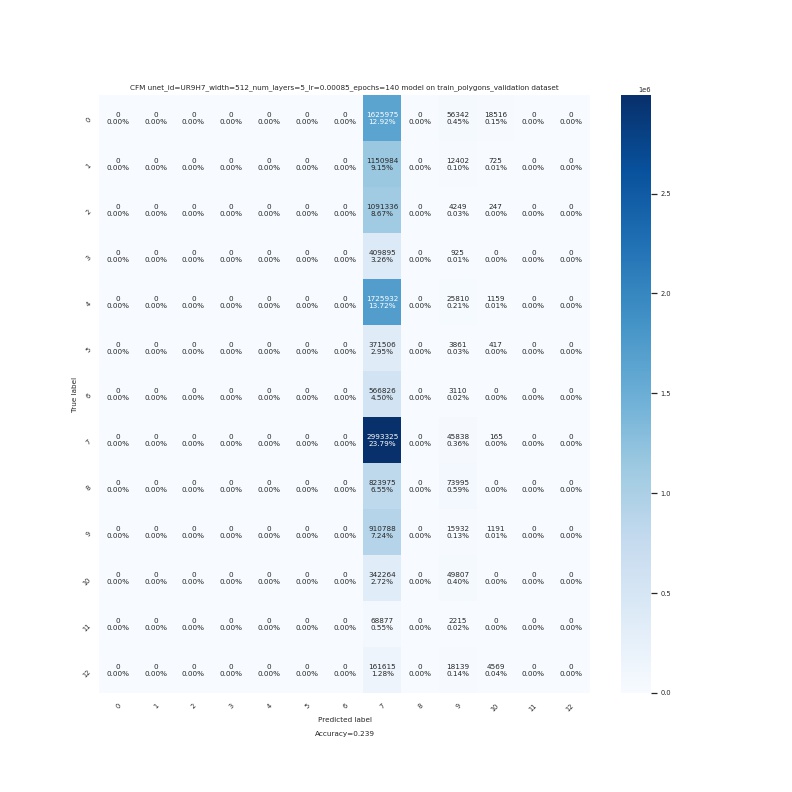 CFM unet_id=UR9H7_width=512_num_layers=5_lr=0.00085_epochs=140 model on train_polygons_validation dataset
1e6
0 0 0 0 0 0 0 0 1625975 0 56342 18516 0 0
0.00% 0.00% 0.00% 0.00% 0.00% 0.00% 0.00% 12.92% 0.00% 0.45% 0.15% 0.00% 0.00%
1 0 0 0 0 0 0 0 1150984 0 12402 725 0 0
0.00% 0.00% 0.00% 0.00% 0.00% 0.00% 0.00% 9.15% 0.00% 0.10% 0.01% 0.00% 0.00%
2 0 0 0 0 0 0 0 1091336 0 4249 247 0 0
0.00% 0.00% 0.00% 0.00% 0.00% 0.00% 0.00% 8.67% 0.00% 0.03% 0.00% 0.00% 0.00%
3 0 0 0 0 0 0 0 409895 0 925 0 0 0
0.00% 0.00% 0.00% 0.00% 0.00% 0.00% 0.00% 3.26% 0.00% 0.01% 0.00% 0.00% 0.00%
4 0 0 0 0 0 0 0 1725932 0 25810 1159 0 0
0.00% 0.00% 0.00% 0.00% 0.00% 0.00% 0.00% 13.72% 0.00% 0.21% 0.01% 0.00% 0.00%
5 0 0 0 0 0 0 0 371506 0 3861 417 0 0
0.00% 0.00% 0.00% 0.00% 0.00% 0.00% 0.00% 2.95% 0.00% 0.03% 0.00% 0.00% 0.00%
6 0 0 0 0 0 0 0 566826 0 3110 0 0 0
0.00% 0.00% 0.00% 0.00% 0.00% 0.00% 0.00% 4.50% 0.00% 0.02% 0.00% 0.00% 0.00%
True label
7 0 0 0 0 0 0 0 2993325 0 45838 165 0 0
0.00% 0.00% 0.00% 0.00% 0.00% 0.00% 0.00% 23.79% 0.00% 0.36% 0.00% 0.00% 0.00%
8 0 0 0 0 0 0 0 823975 0 73995 0 0 0
0.00% 0.00% 0.00% 0.00% 0.00% 0.00% 0.00% 6.55% 0.00% 0.59% 0.00% 0.00% 0.00%
9 0 0 0 0 0 0 0 910788 0 15932 1191 0 0
0.00% 0.00% 0.00% 0.00% 0.00% 0.00% 0.00% 7.24% 0.00% 0.13% 0.01% 0.00% 0.00%
10 0 0 0 0 0 0 0 342264 0 49807 0 0 0
0.00% 0.00% 0.00% 0.00% 0.00% 0.00% 0.00% 2.72% 0.00% 0.40% 0.00% 0.00% 0.00%
11 0 0 0 0 0 0 0 68877 0 2215 0 0 0
0.00% 0.00% 0.00% 0.00% 0.00% 0.00% 0.00% 0.55% 0.00% 0.02% 0.00% 0.00% 0.00%
12 0 0 0 0 0 0 0 161615 0 18139 4569 0 0
0.00% 0.00% 0.00% 0.00% 0.00% 0.00% 0.00% 1.28% 0.00% 0.14% 0.04% 0.00% 0.00%
0 1 2 3 4 5 6 7 8 9 10 11 12
Predicted label
Accuracy=0.239
2.5
2.0
1.5
1.0
0.5
0.0